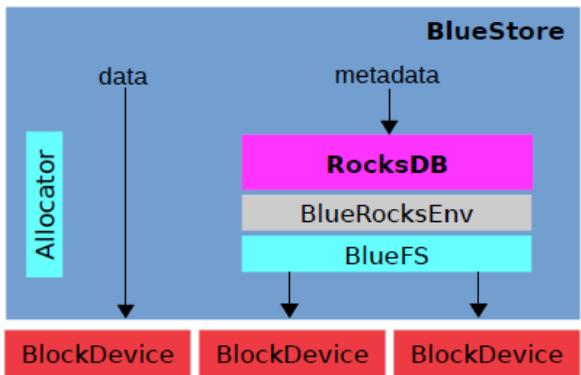 BlueStore
data
metadata
Allocator
RocksDB
BlueRocksEnv
BlueFS
BlockDevice
BlockDevice
BlockDevice